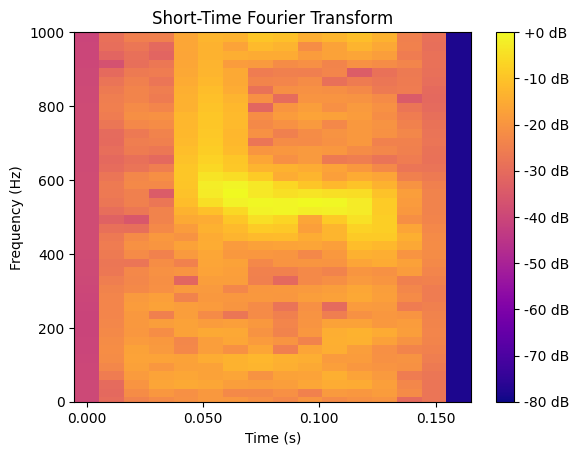 Short-Time Fourier Transform
Frequency (Hz)
1000
800
600
400
200
0
0.000
0.050
0.100
0.150
Time (s)
+0 dB
-10 dB
-20 dB
-30 dB
-40 dB
-50 dB
-60 dB
-70 dB
-80 dB